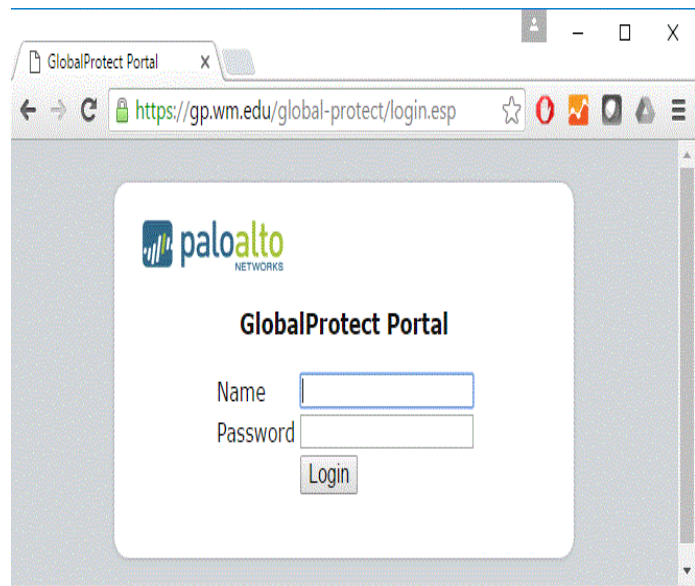 GlobalProtect Portal
https://gp.wm.edu/global-protect/login.esp
paloalto
NETWORKS
GlobalProtect Portal
Name
Password
Login